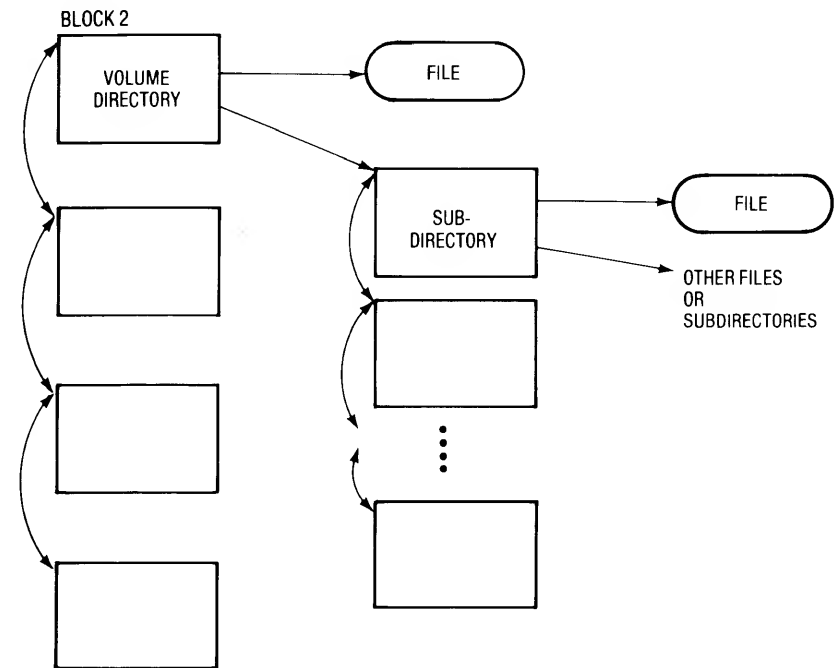 BLOCK 2
VOLUME
DIRECTORY
FILE
SUB-
DIRECTORY
FILE
OTHER FILES
OR
SUBDIRECTORIES